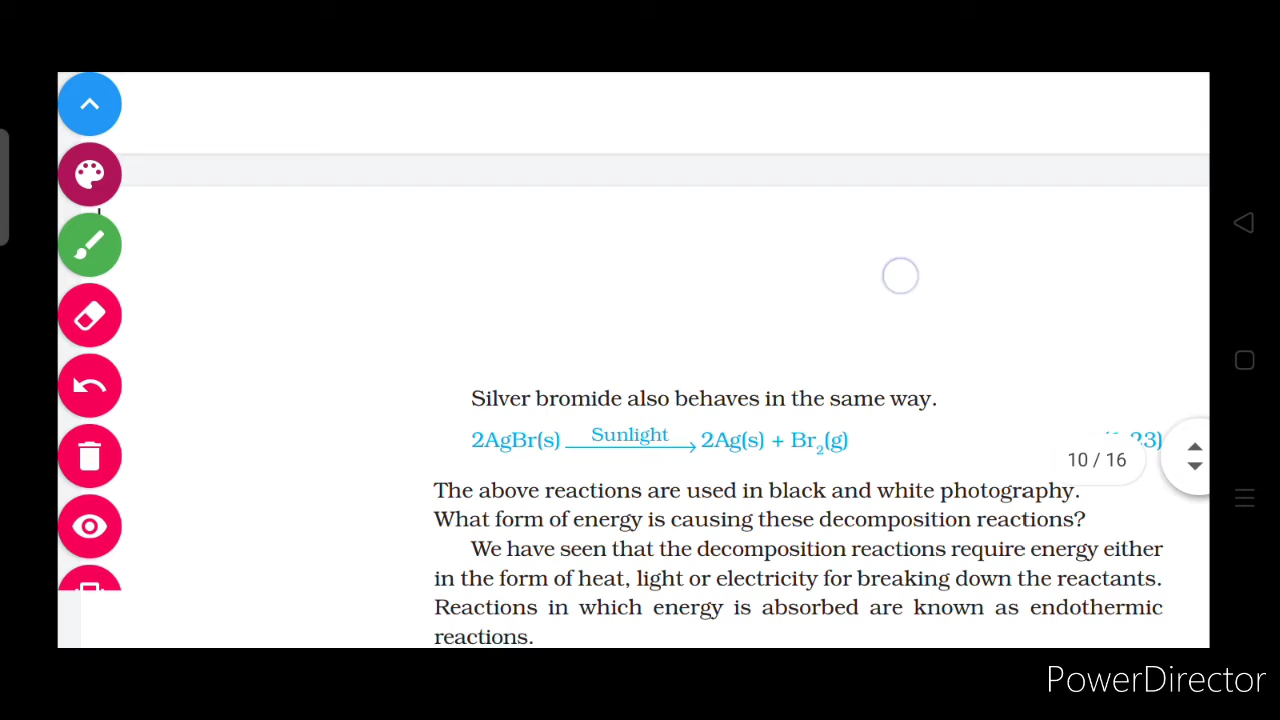 Silver bromide also behaves in the same way.
2AgBr(s) Sunlight → 2Ag(s) + Br₂(g) 23)
10 / 16
The above reactions are used in black and white photography.
What form of energy is causing these decomposition reactions?
We have seen that the decomposition reactions require energy either
in the form of heat, light or electricity for breaking down the reactants.
Reactions in which energy is absorbed are known as endothermic
reactions.
PowerDirector